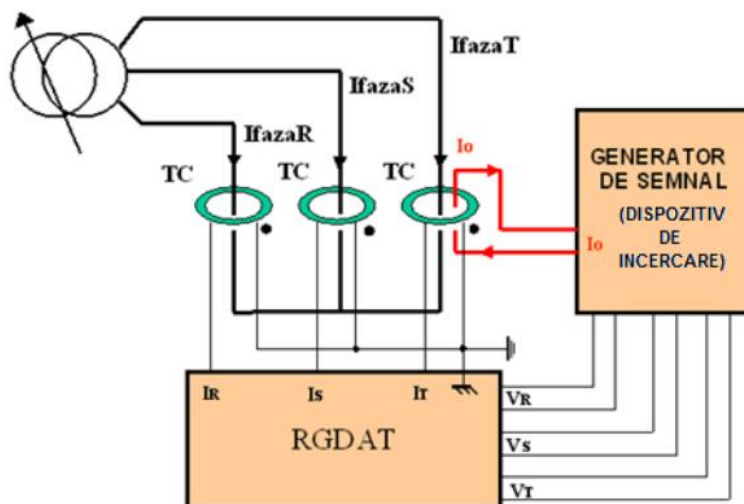 IfazaT
IfazaS
IfazaR
Io
TC
TC
TC
GENERATOR
DE SEMNAL
(DISPOZITIV
DE
INCERCARE)
Io
IR
IS
IT
VR
RGDAT
VS
VT